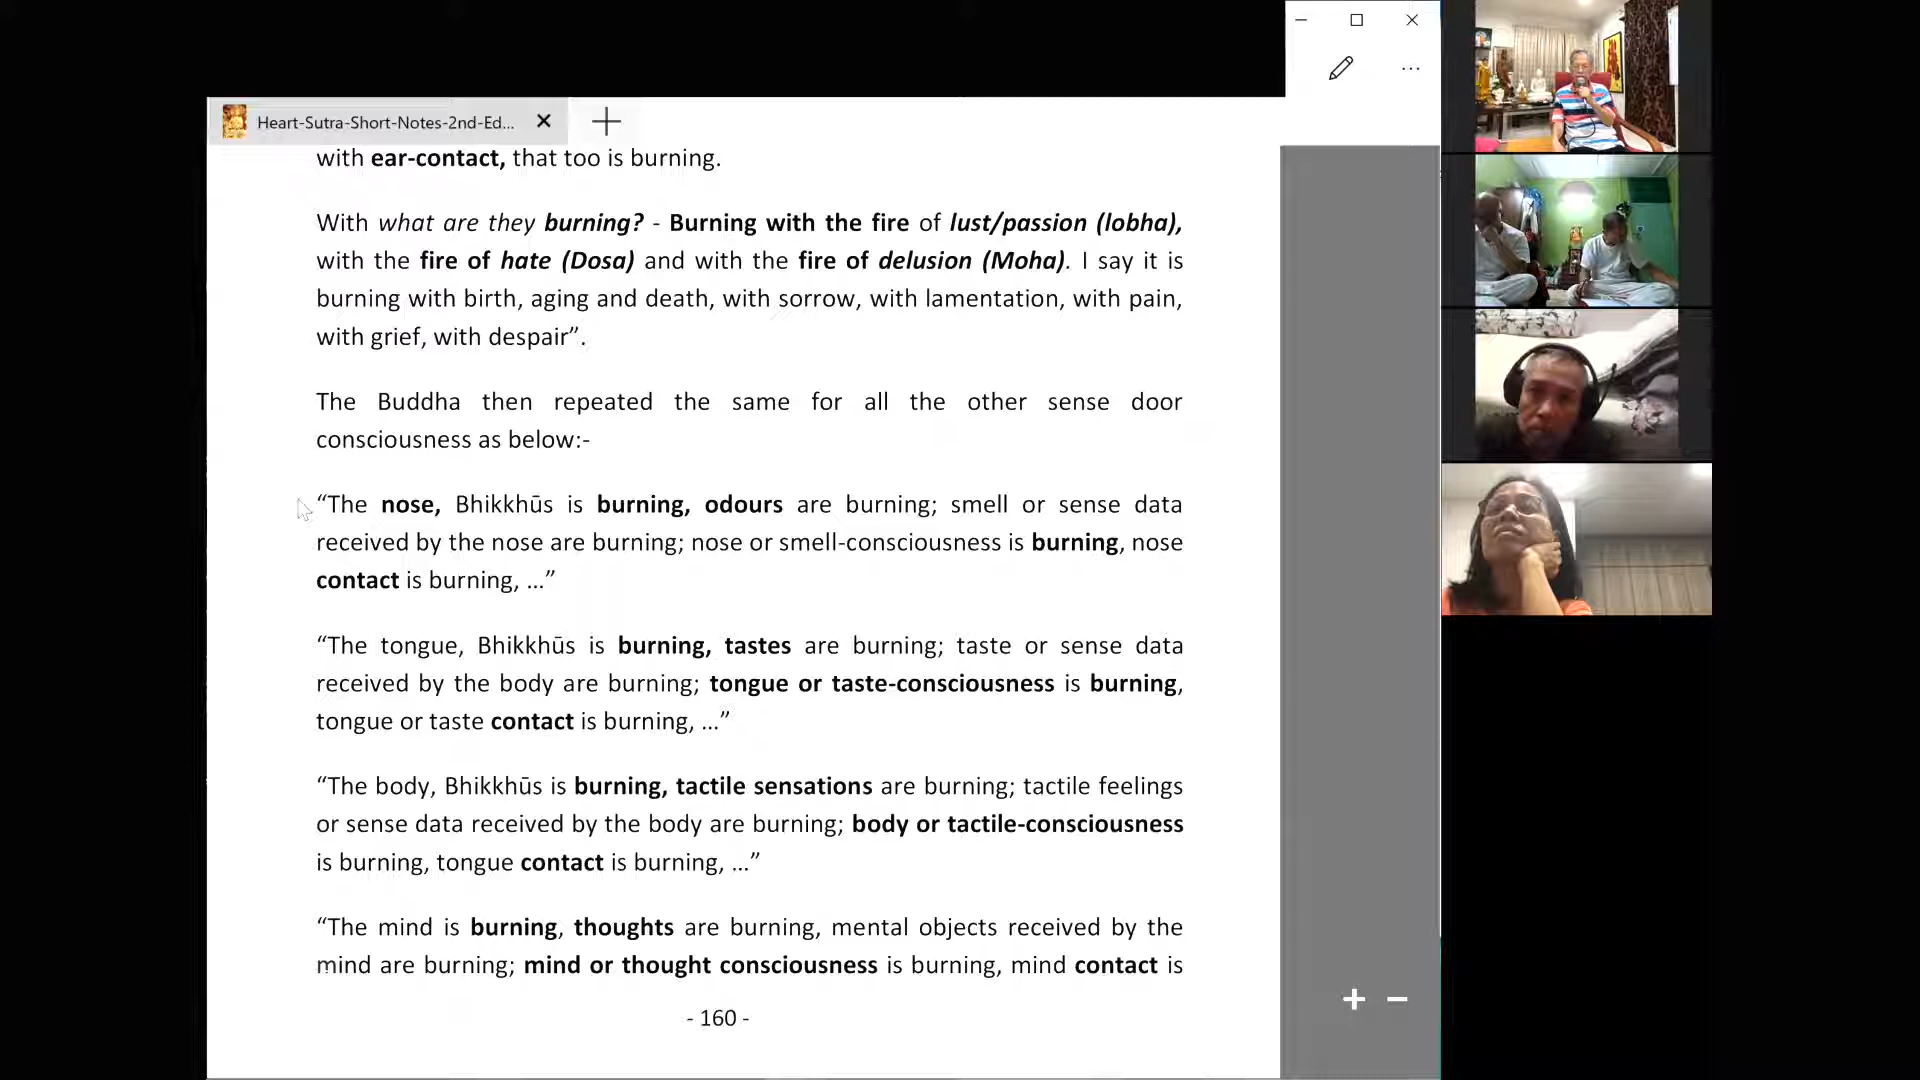 Heart-Sutra-Short-Notes-2nd-Ed...
with ear-contact, that too is burning.
With what are they burning? - Burning with the fire of lust/passion (lobha),
with the fire of hate (Dosa) and with the fire of delusion (Moha). I say it is
burning with birth, aging and death, with sorrow, with lamentation, with pain,
with grief, with despair”.
The Buddha then repeated the same for all the other sense door
consciousness as below:-
“The nose, Bhikkhūs is burning, odours are burning; smell or sense data
received by the nose are burning; nose or smell-consciousness is burning, nose
contact is burning, ...”
“The tongue, Bhikkhūs is burning, tastes are burning; taste or sense data
received by the body are burning; tongue or taste-consciousness is burning,
tongue or taste contact is burning, ...”
“The body, Bhikkhūs is burning, tactile sensations are burning; tactile feelings
or sense data received by the body are burning; body or tactile-consciousness
is burning, tongue contact is burning, ...”
“The mind is burning, thoughts are burning, mental objects received by the
mind are burning; mind or thought consciousness is burning, mind contact is
- 160 -